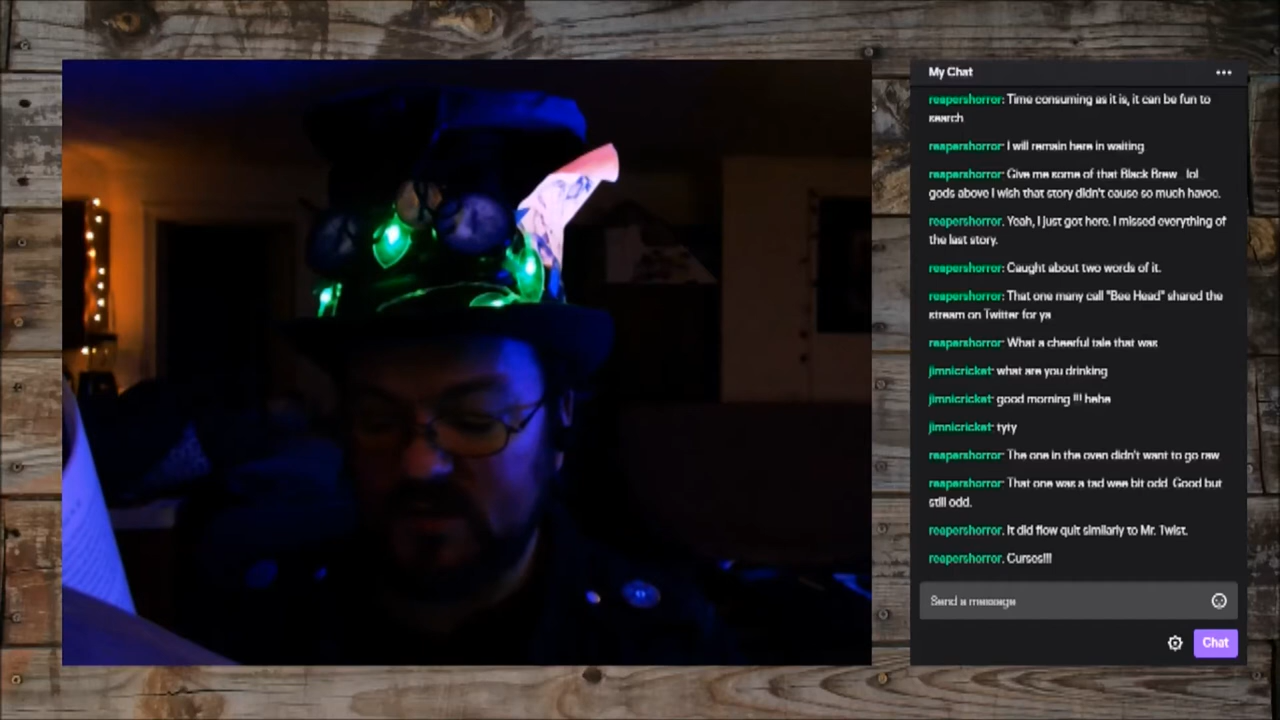 My Chat
reapershorror: Time consuming as it is, it can be fun to
search
reapershorror: I will remain here in waiting
reapershorror: Give me some of that Black Brew. lol
gods above I wish that story didn't cause so much havoc.
reapershorror: Yeah, I just got here. I missed everything of
the last story.
reapershorror: Caught about two words of it.
reapershorror: That one many call "Bee Head" shared the
stream on Twitter for ya
reapershorror: What a cheerful tale that was
jimnicricket: what are you drinking
jimnicricket: good morning !!! hehe
jimnicricket: tyty
reapershorror: The one in the oven didn't want to go raw
reapershorror: That one was a tad wee bit odd. Good but
still odd.
reapershorror: It did flow quit similarly to Mr. Twist.
reapershorror: Curses!!!
Send a message
Chat